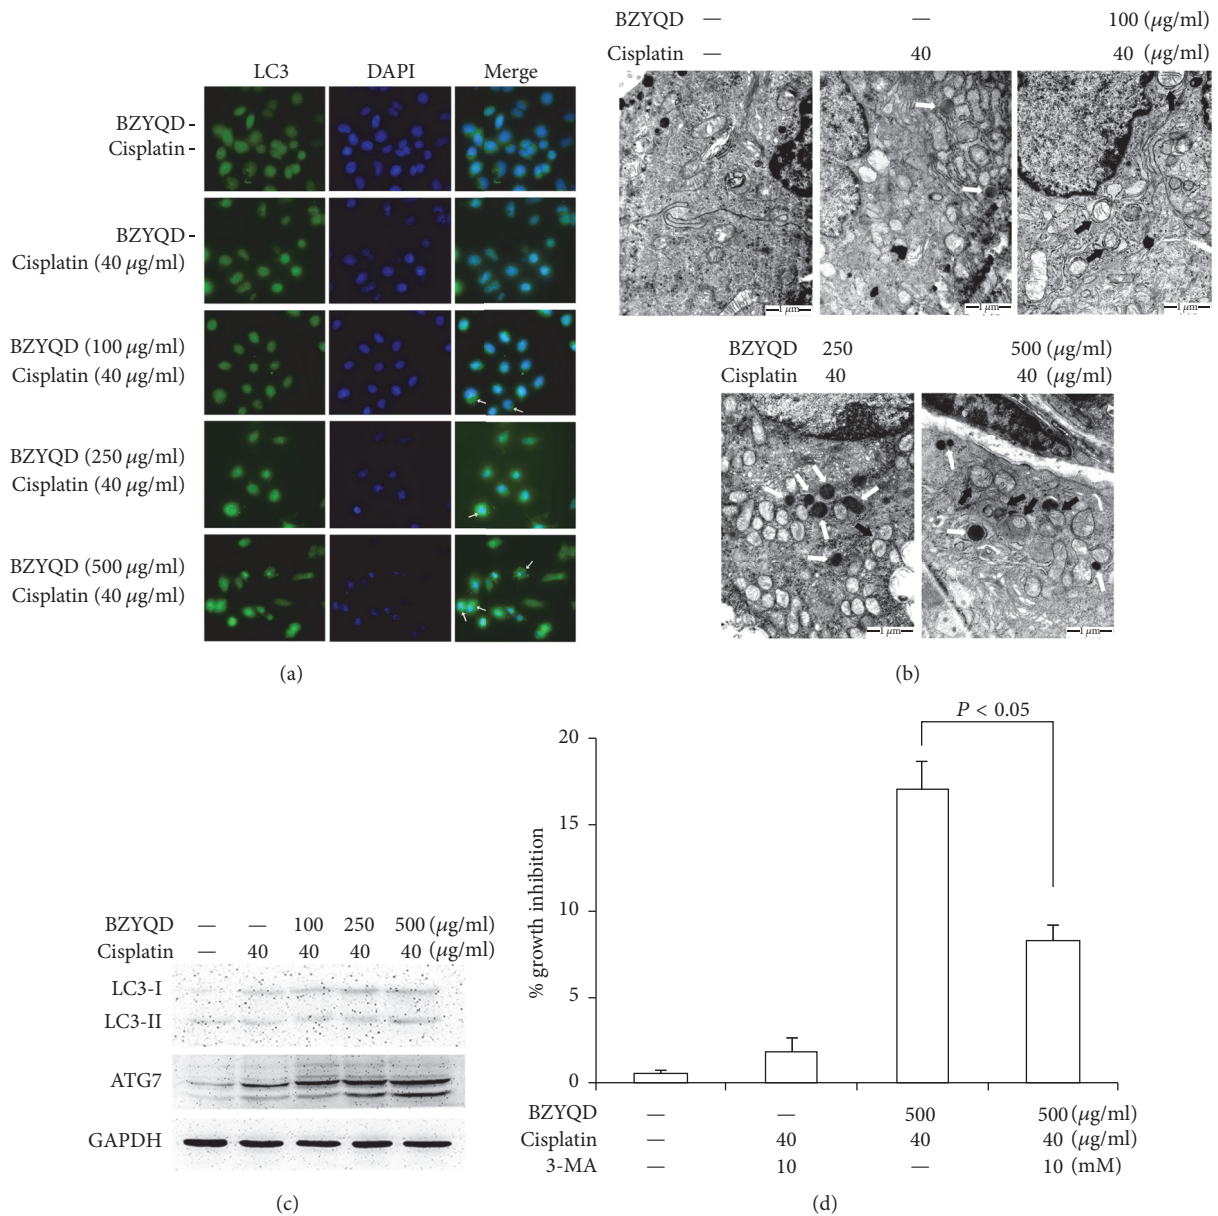 LC3 DAPI Merge
BZYQD -
Cisplatin -
BZYQD -
Cisplatin (40 μg/ml)
BZYQD (100 μg/ml)
Cisplatin (40 μg/ml)
BZYQD (250 μg/ml)
Cisplatin (40 μg/ml)
BZYQD (500 μg/ml)
Cisplatin (40 μg/ml)
(a)
BZYQD — — 100 (μg/ml)
Cisplatin — 40 40 (μg/ml)
1 μm 1 μm 1 μm
BZYQD 250 500 (μg/ml)
Cisplatin 40 40 (μg/ml)
1 μm 1 μm
(b)
BZYQD — — 100 250 500 (μg/ml)
Cisplatin — 40 40 40 40 (μg/ml)
LC3-I
LC3-II
ATG7
GAPDH
(c)
P < 0.05
20
15
10
5
0
% growth inhibition
BZYQD — — 500 500 (μg/ml)
Cisplatin — 40 40 40 (μg/ml)
3-MA — 10 — 10 (mM)
(d)